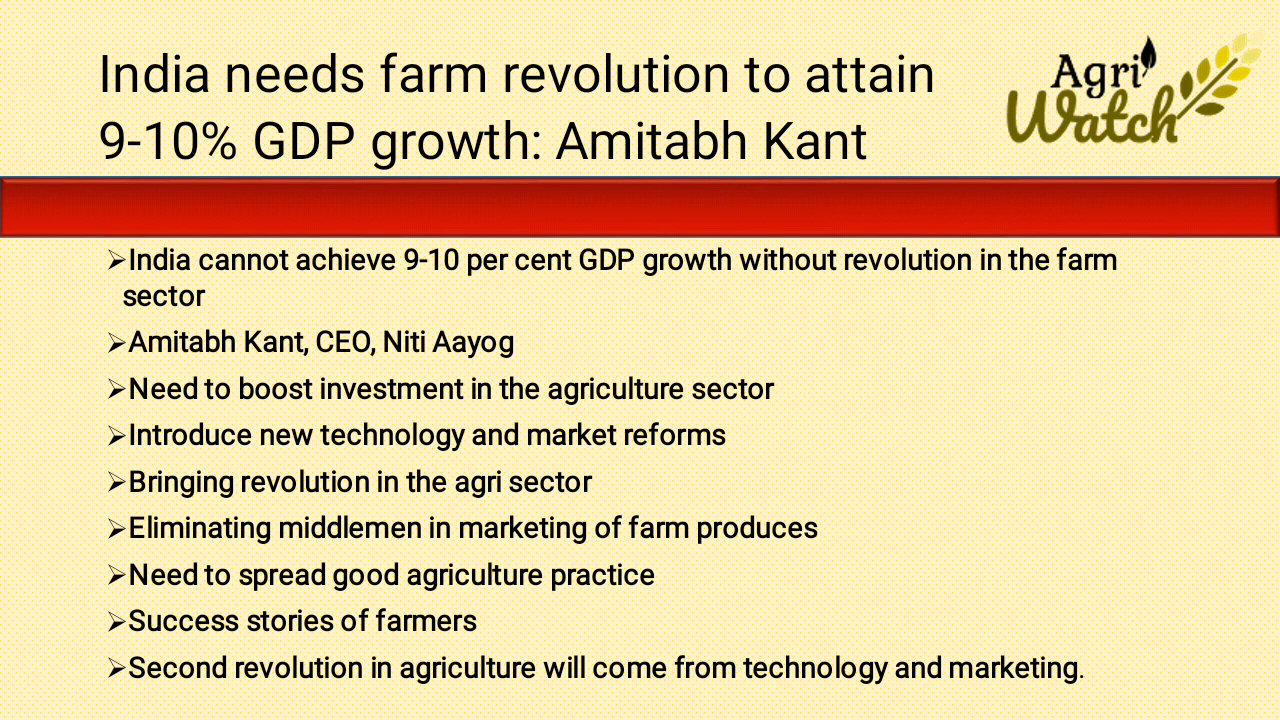 India needs farm revolution to attain
9-10% GDP growth: Amitabh Kant
Agri
Watch
➢India cannot achieve 9-10 per cent GDP growth without revolution in the farm
sector
➢Amitabh Kant, CEO, Niti Aayog
➢Need to boost investment in the agriculture sector
➢Introduce new technology and market reforms
➢Bringing revolution in the agri sector
➢Eliminating middlemen in marketing of farm produces
➢Need to spread good agriculture practice
➢Success stories of farmers
➢Second revolution in agriculture will come from technology and marketing.